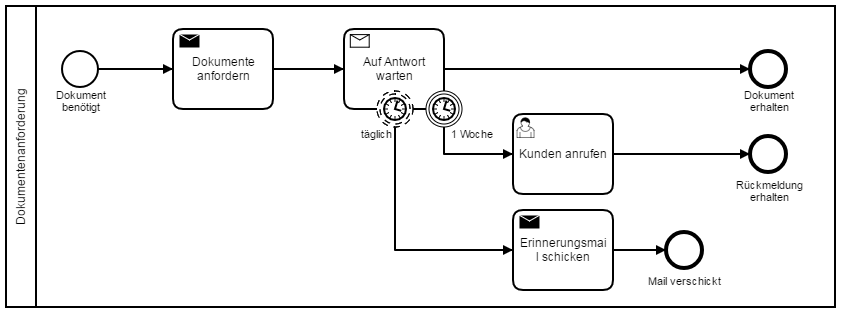 Dokumentenanforderung
Dokument
benötigt
Dokumente
anfordern
Auf Antwort
warten
täglich
1 Woche
Dokument
erhalten
Kunden anrufen
Rückmeldung
erhalten
Erinnerungsmai
l schicken
Mail verschickt